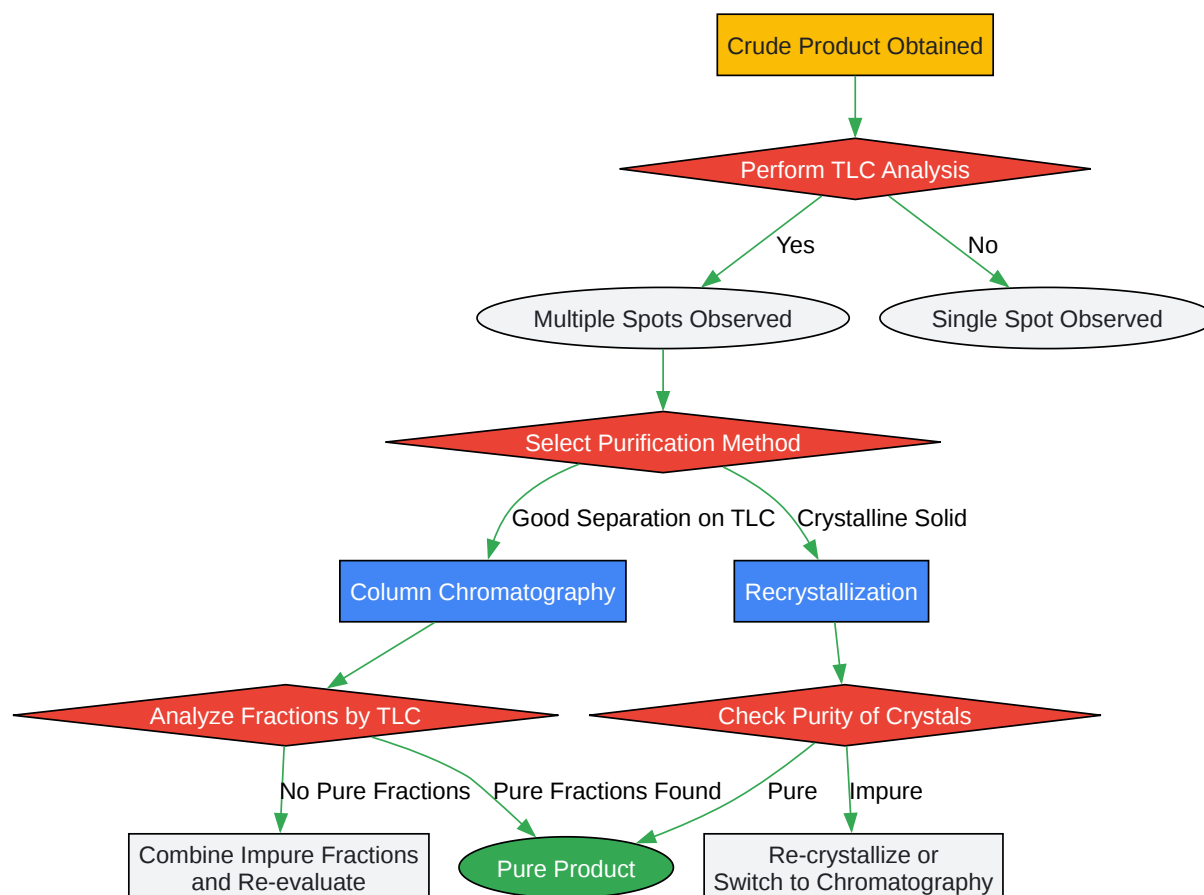 Crude Product Obtained
Perform TLC Analysis
Yes
No
Multiple Spots Observed
Single Spot Observed
Select Purification Method
Good Separation on TLC
Crystalline Solid
Column Chromatography
Recrystallization
Analyze Fractions by TLC
Check Purity of Crystals
No Pure Fractions
Pure Fractions Found
Pure
Impure
Combine Impure Fractions
and Re-evaluate
Pure Product
Re-crystallize or
Switch to Chromatography